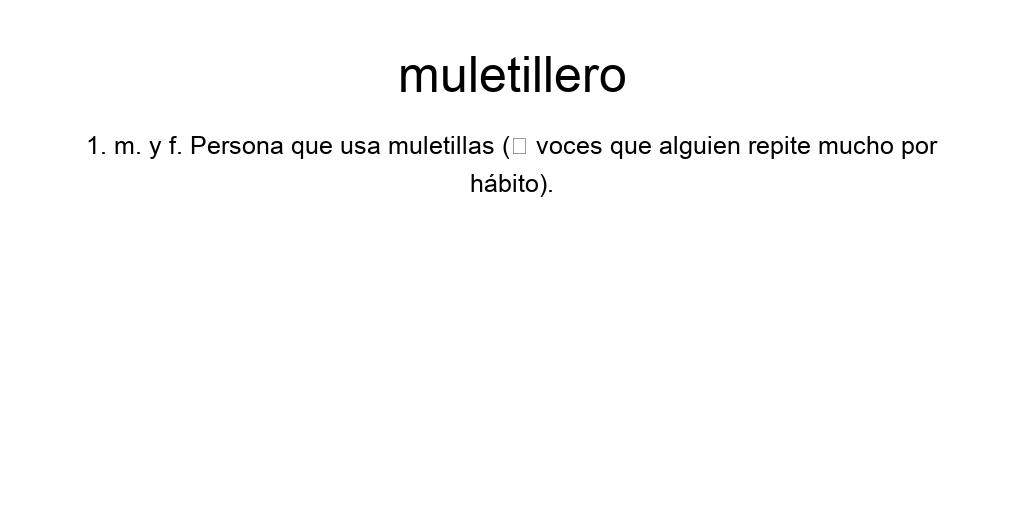 muletillero
1. m. y f. Persona que usa muletillas (□ voces que alguien repite mucho por
hábito).